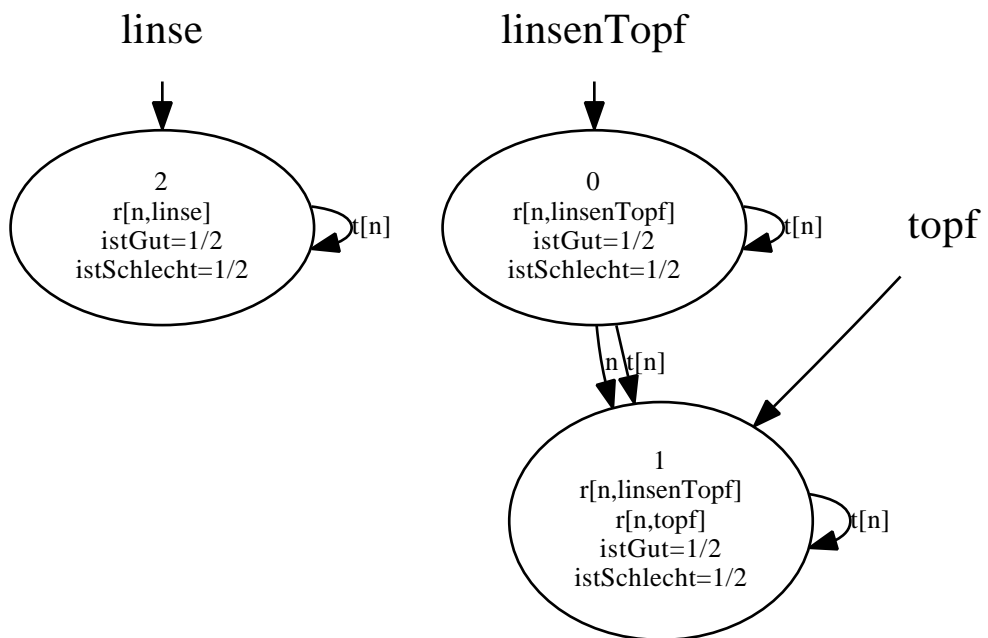 linse
linsenTopf
2
r[n,linse]
istGut=1/2
istSchlecht=1/2
t[n]
0
r[n,linsenTopf]
istGut=1/2
istSchlecht=1/2
t[n]
topf
n
t[n]
1
r[n,linsenTopf]
r[n,topf]
istGut=1/2
istSchlecht=1/2
t[n]